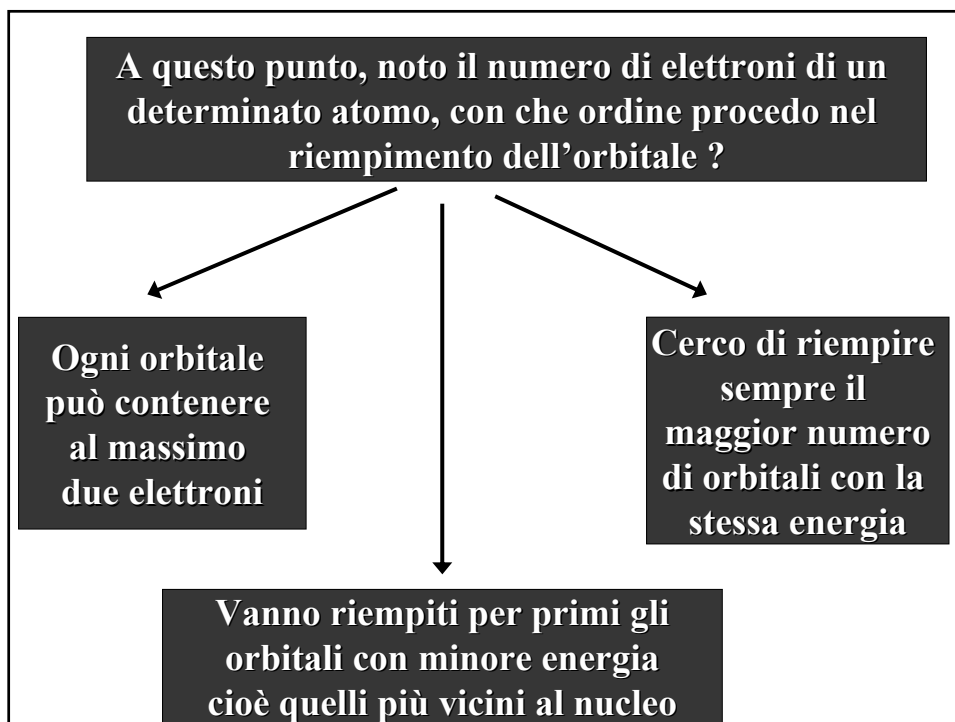 A questo punto, noto il numero di elettroni di un
determinato atomo, con che ordine procedo nel
riempimento dell’orbitale ?
Ogni orbitale
può contenere
al massimo
due elettroni
Cerco di riempire
sempre il
maggior numero
di orbitali con la
stessa energia
Vanno riempiti per primi gli
orbitali con minore energia
cioè quelli più vicini al nucleo